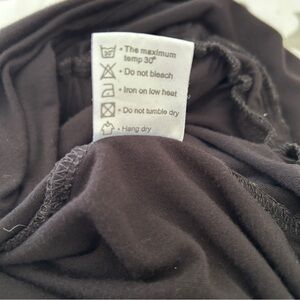 • The maximum
temp 30°
• Do not bleach
• Iron on low heat
• Do not tumble dry
• Hang dry